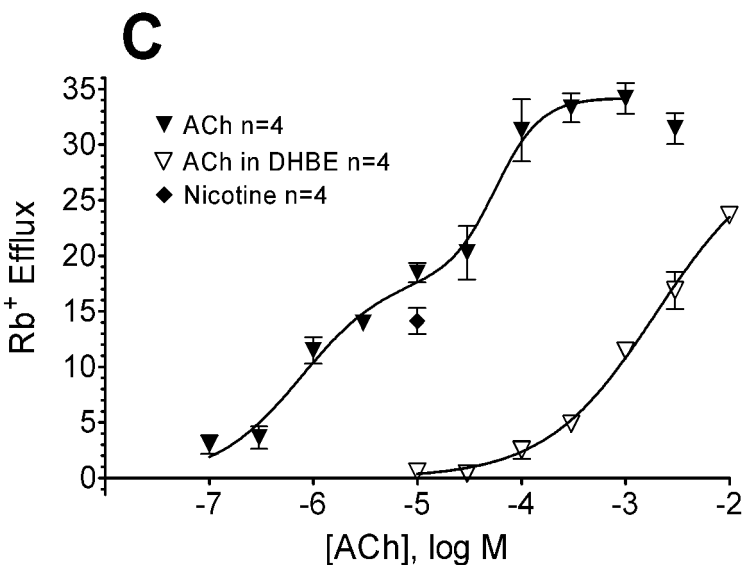 C
35
30
25
20
15
10
5
0
Rb⁺ Efflux
ACh n=4
ACh in DHBE n=4
Nicotine n=4
-7 -6 -5 -4 -3 -2
[ACh], log M